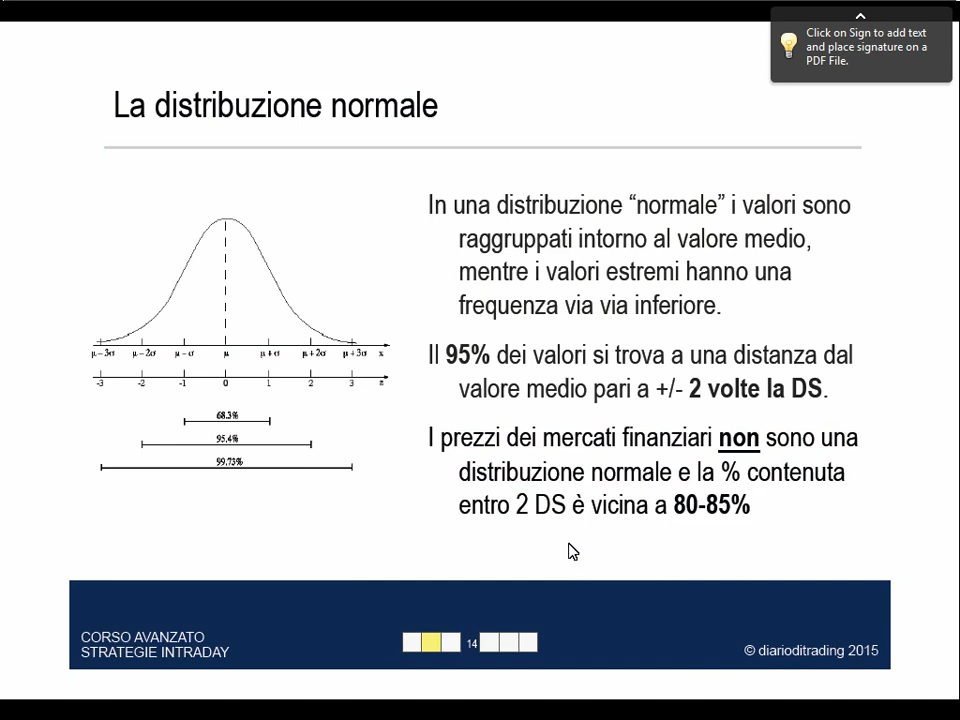 Click on Sign to add text
and place signature on a
PDF File.
La distribuzione normale
In una distribuzione “normale” i valori sono
raggruppati intorno al valore medio,
mentre i valori estremi hanno una
frequenza via via inferiore.
Il 95% dei valori si trova a una distanza dal
valore medio pari a +/- 2 volte la DS.
I prezzi dei mercati finanziari non sono una
distribuzione normale e la % contenuta
entro 2 DS è vicina a 80-85%
μ – 3σ μ – 2σ μ – σ μ μ + σ μ + 2σ μ + 3σ x
-3 -2 -1 0 1 2 3
68.3%
95.4%
99.73%
CORSO AVANZATO
STRATEGIE INTRADAY
14
© diarioditrading 2015